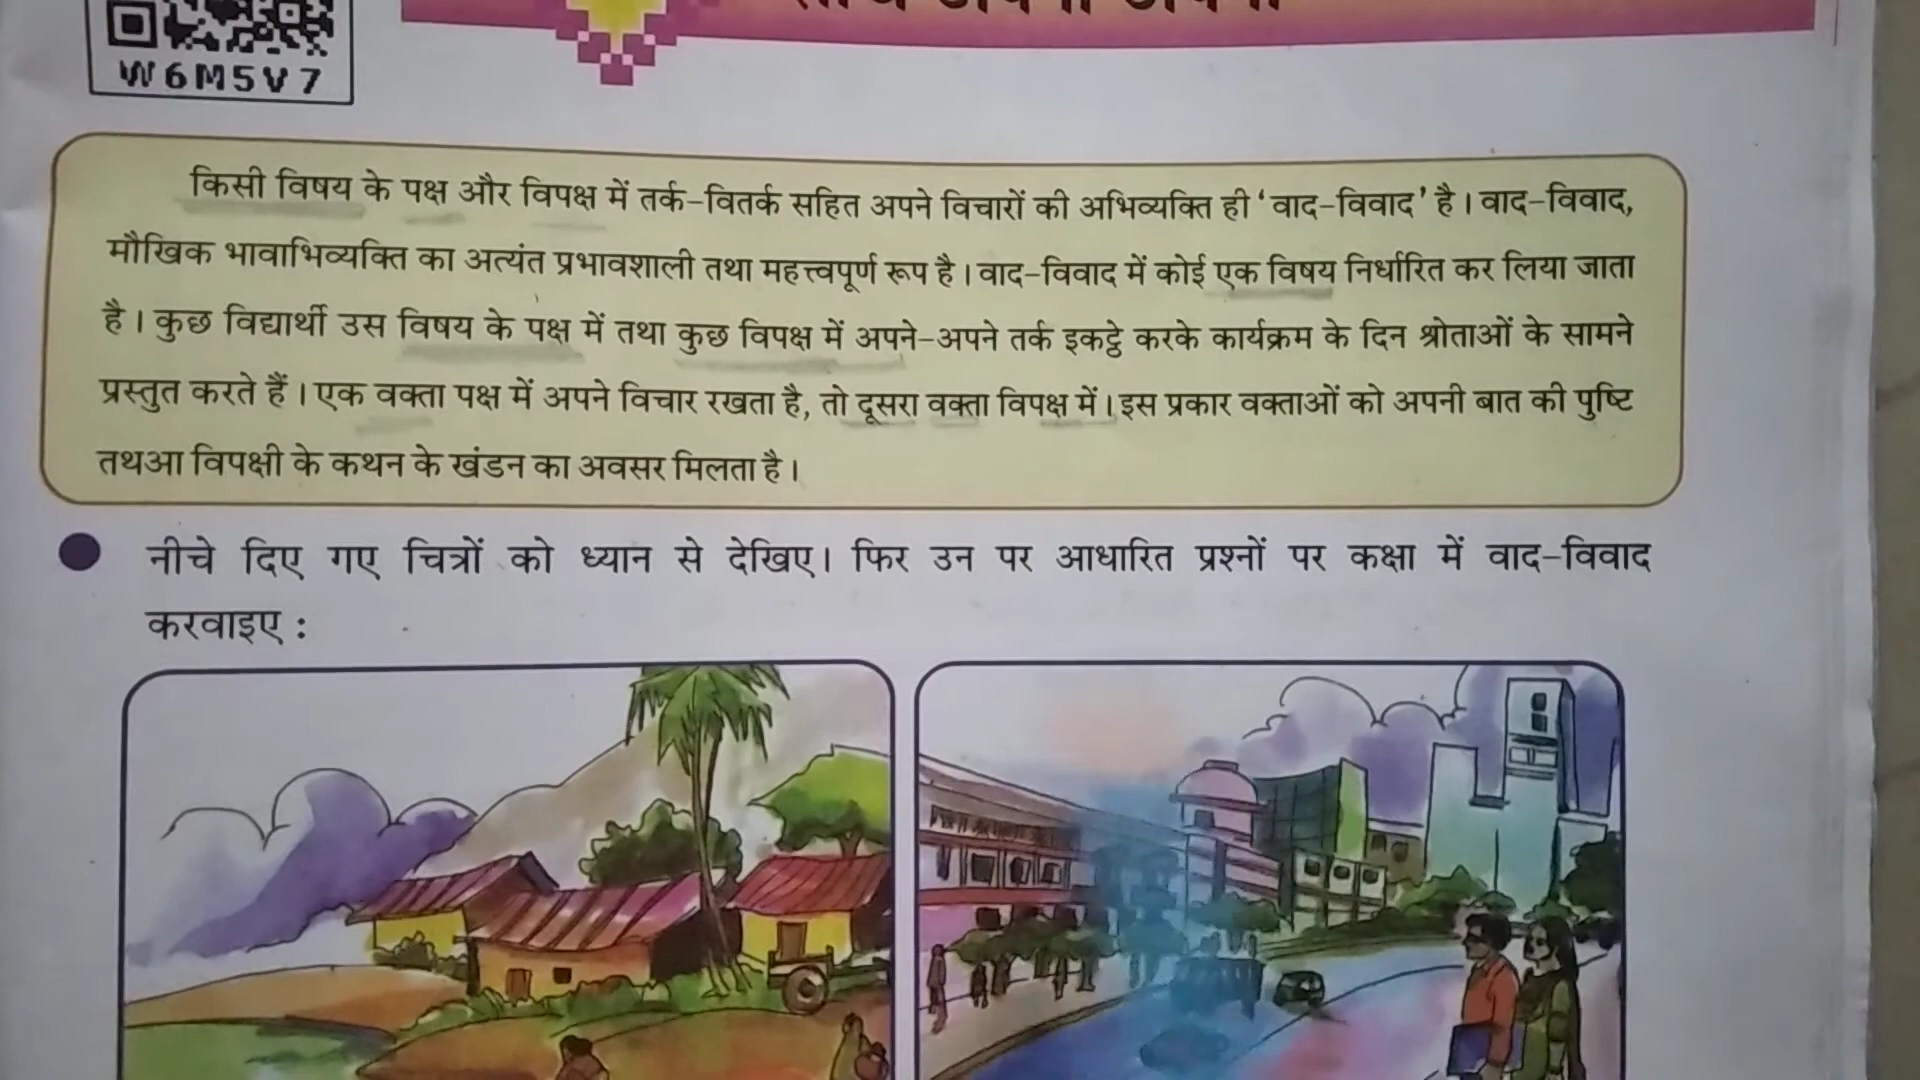 W6M5V7
किसी विषय के पक्ष और विपक्ष में तर्क-वितर्क सहित अपने विचारों की अभिव्यक्ति ही ‘वाद-विवाद’ है। वाद-विवाद,
मौखिक भावाभिव्यक्ति का अत्यंत प्रभावशाली तथा महत्त्वपूर्ण रूप है। वाद-विवाद में कोई एक विषय निर्धारित कर लिया जाता
है। कुछ विद्यार्थी उस विषय के पक्ष में तथा कुछ विपक्ष में अपने-अपने तर्क इकट्ठे करके कार्यक्रम के दिन श्रोताओं के सामने
प्रस्तुत करते हैं। एक वक्ता पक्ष में अपने विचार रखता है, तो दूसरा वक्ता विपक्ष में। इस प्रकार वक्ताओं को अपनी बात की पुष्टि
तथआ विपक्षी के कथन के खंडन का अवसर मिलता है।
नीचे दिए गए चित्रों को ध्यान से देखिए। फिर उन पर आधारित प्रश्नों पर कक्षा में वाद-विवाद
करवाइए :